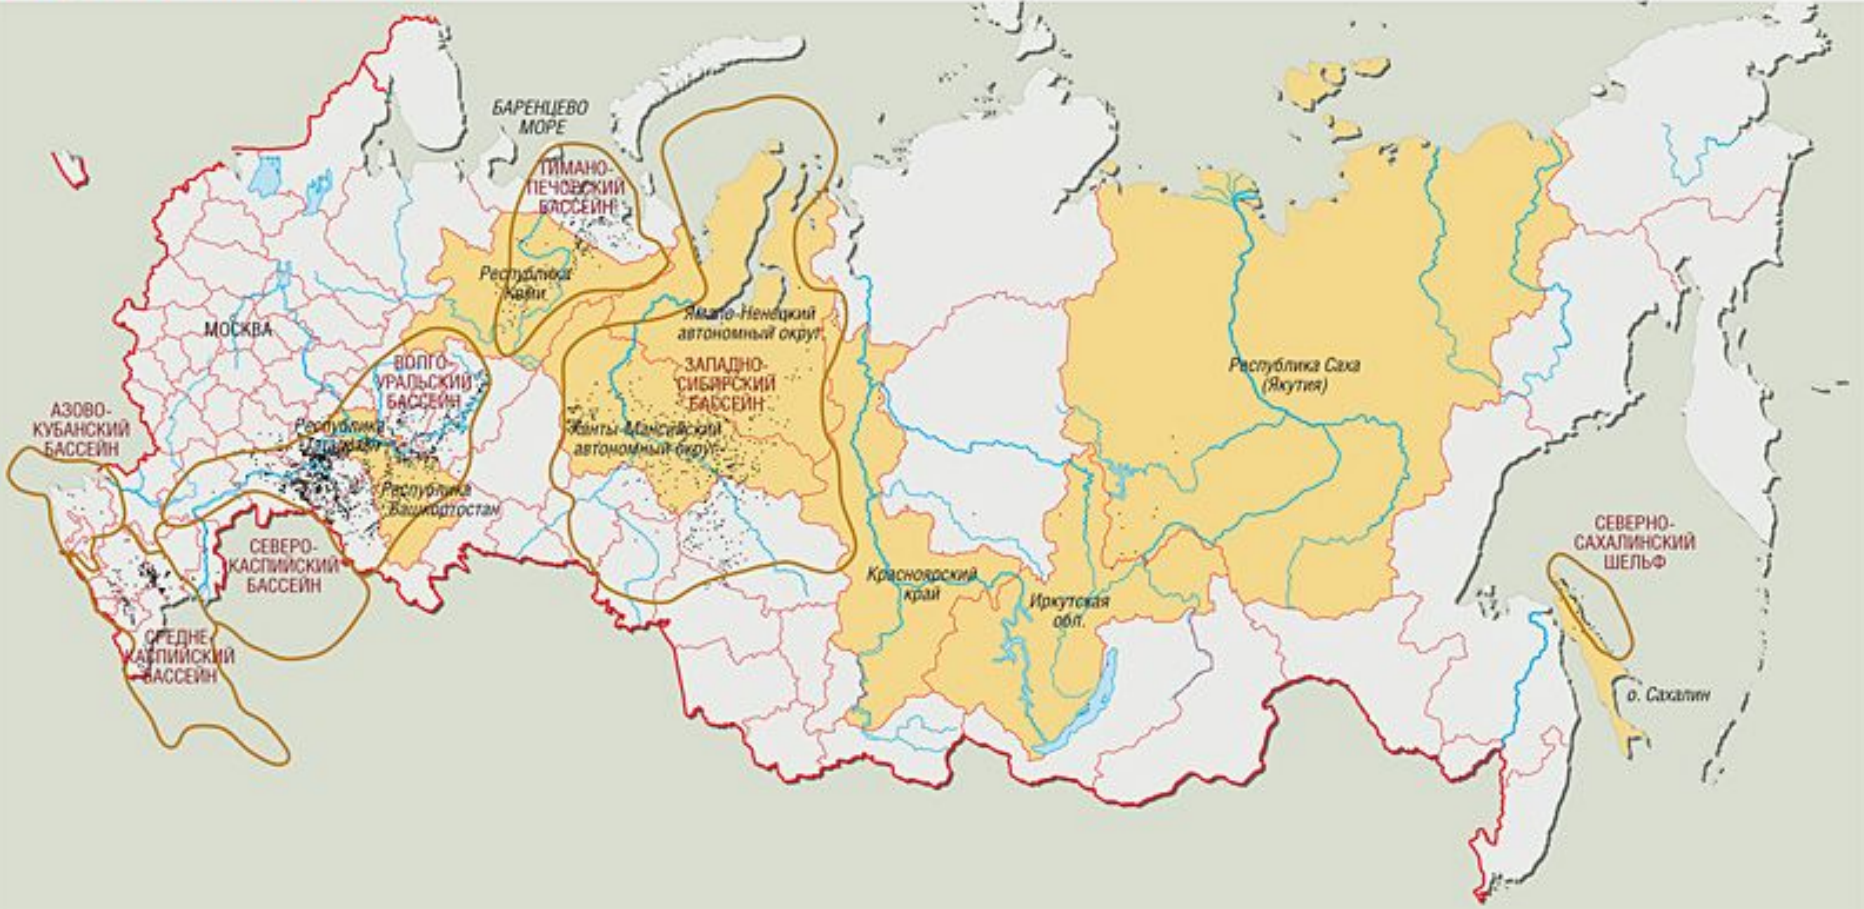 БАРЕНЦЕВО
МОРЕ
ТИМАНО-
ПЕЧОРСКИЙ
БАССЕЙН
Республика
Коми
Ямало-Ненецкий
автономный округ
МОСКВА
ВОЛГО-
УРАЛЬСКИЙ
БАССЕЙН
ЗАПАДНО-
СИБИРСКИЙ
БАССЕЙН
Республика Саха
(Якутия)
АЗОВО-
КУБАНСКИЙ
БАССЕЙН
Республика
Татарстан
Ханты-Мансийский
автономный округ
Республика
Башкортостан
СЕВЕРО-
КАСПИЙСКИЙ
БАССЕЙН
СЕВЕРНО-
САХАЛИНСКИЙ
ШЕЛЬФ
Красноярский
край
Иркутская
обл.
СРЕДНЕ-
КАСПИЙСКИЙ
БАССЕЙН
о. Сахалин